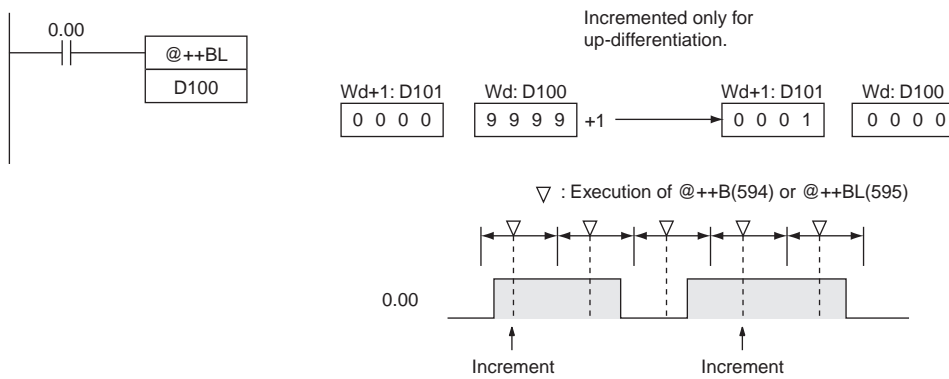 0.00
@++BL
D100
Incremented only for
up-differentiation.
Wd+1: D101 Wd: D100 Wd+1: D101 Wd: D100
0 0 0 0 9 9 9 9 +1 0 0 0 1 0 0 0 0
▽ : Execution of @++B(594) or @++BL(595)
0.00
Increment Increment